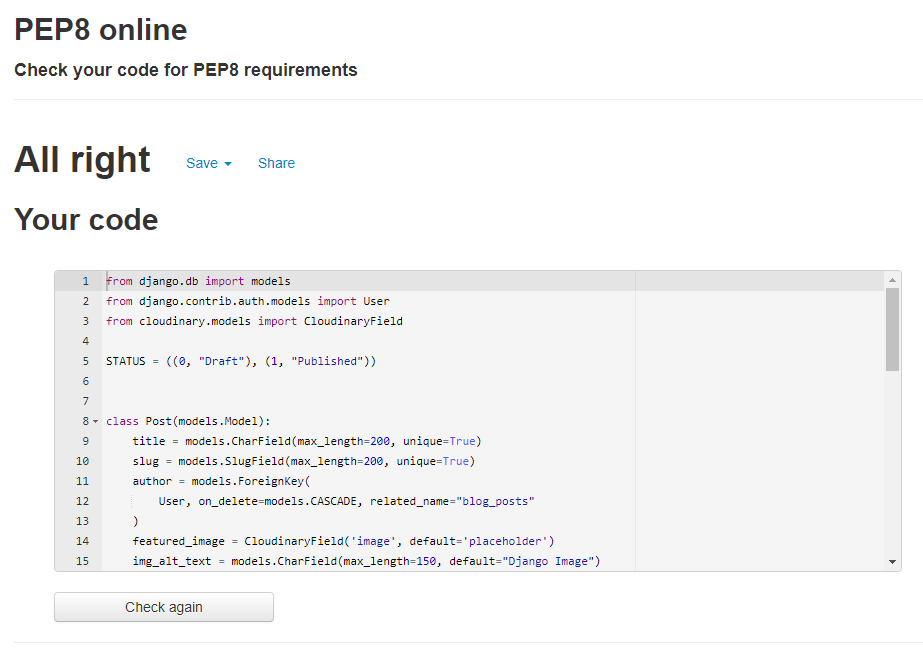 PEP8 online
Check your code for PEP8 requirements
All right Save Share
Your code
1 from django.db import models
2 from django.contrib.auth.models import User
3 from cloudinary.models import CloudinaryField
4
5 STATUS = ((0, "Draft"), (1, "Published"))
6
7
8 class Post(models.Model):
9     title = models.CharField(max_length=200, unique=True)
10     slug = models.SlugField(max_length=200, unique=True)
11     author = models.ForeignKey(
12         User, on_delete=models.CASCADE, related_name="blog_posts"
13     )
14     featured_image = CloudinaryField('image', default='placeholder')
15     img_alt_text = models.CharField(max_length=150, default="Django Image")
Check again